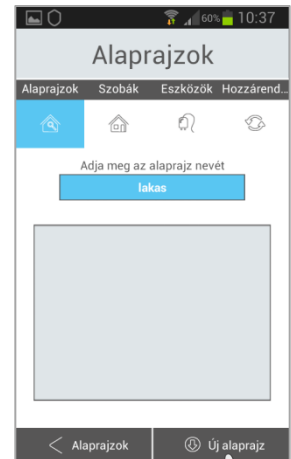 60% 10:37
Alaprajzok
Alaprajzok Szobák Eszközök Hozzárend...
Adja meg az alaprajz nevét
lakas
Alaprajzok Új alaprajz